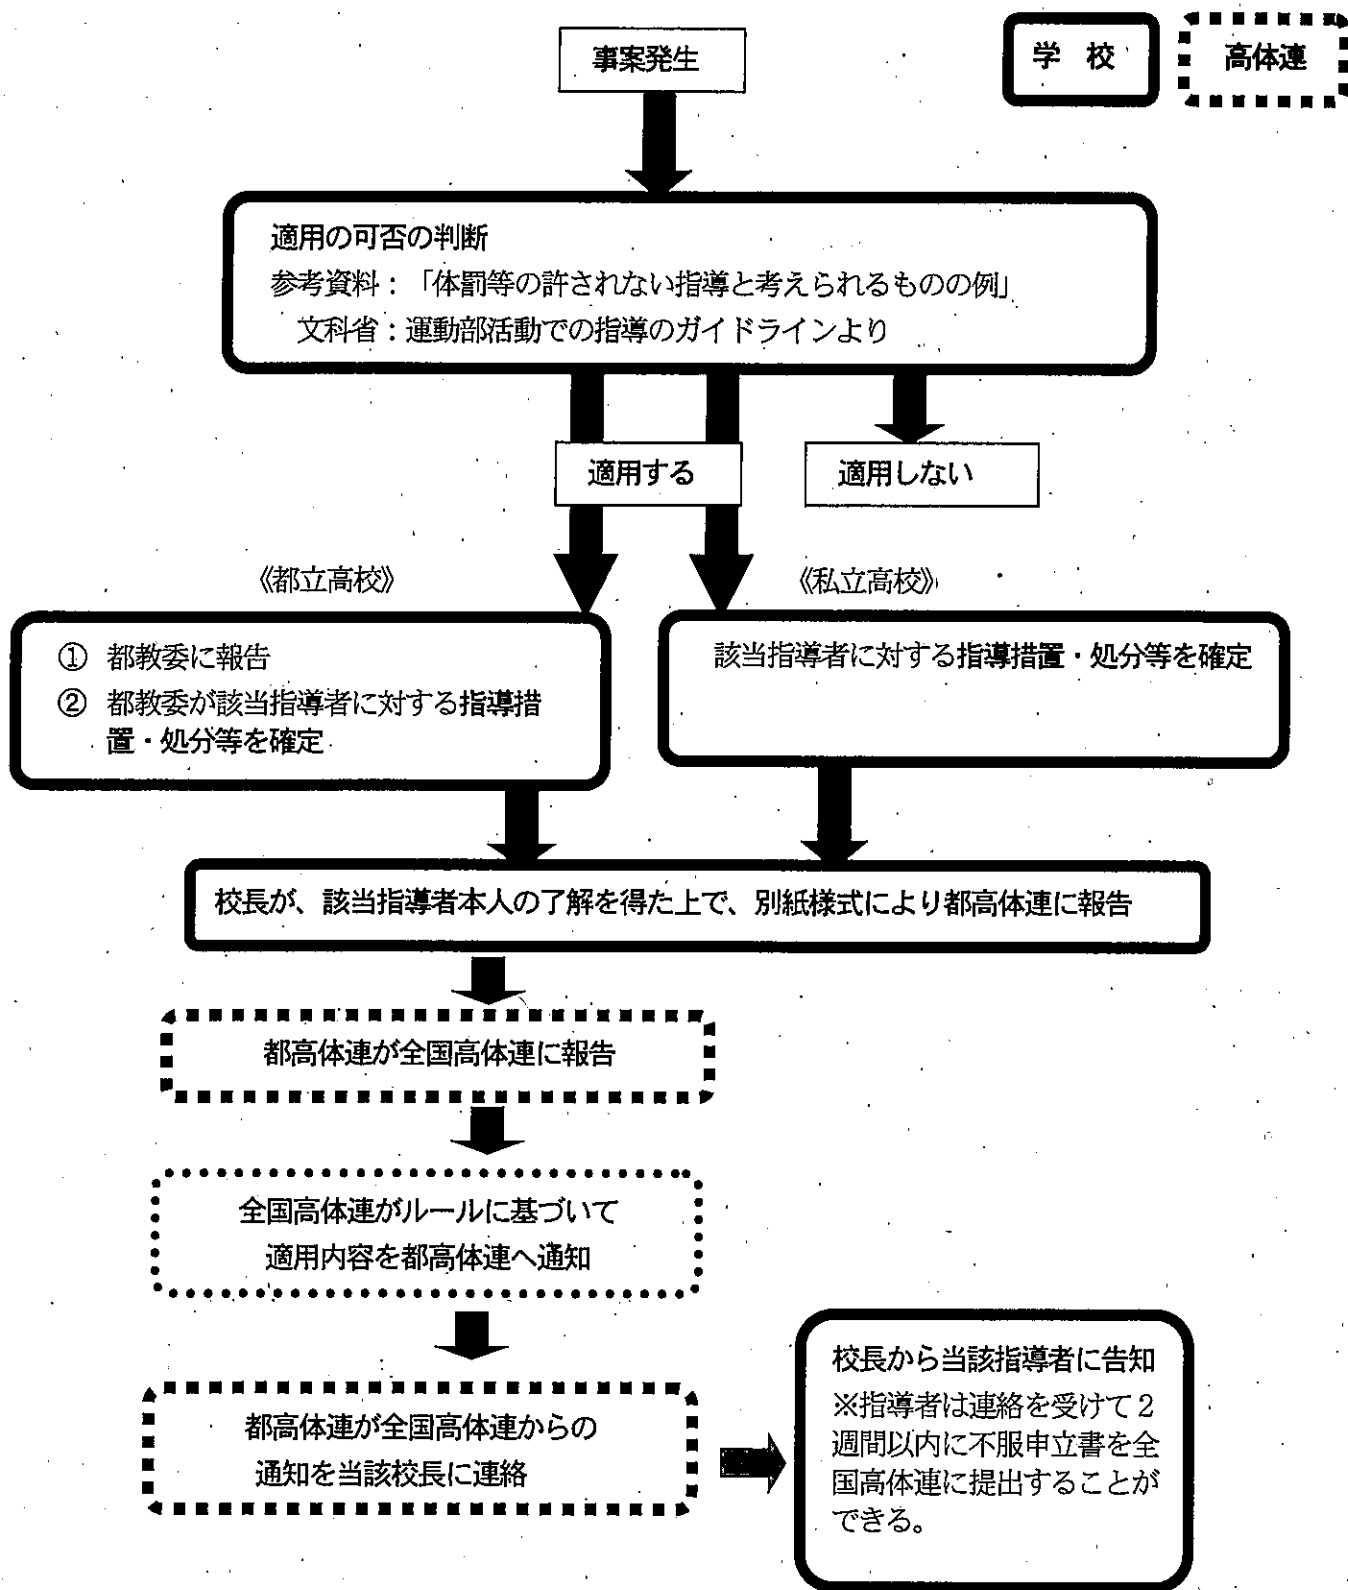 事案発生
学 校
高体連
適用の可否の判断
参考資料：「体罰等の許されない指導と考えられるものの例」
文科省：運動部活動での指導のガイドラインより
適用する
適用しない
《都立高校》
《私立高校》
① 都教委に報告
② 都教委が該当指導者に対する指導措
置・処分等を確定
該当指導者に対する指導措置・処分等を確定
校長が、該当指導者本人の了解を得た上で、別紙様式により都高体連に報告
都高体連が全国高体連に報告
全国高体連がルールに基づいて
適用内容を都高体連へ通知
都高体連が全国高体連からの
通知を当該校長に連絡
校長から当該指導者に告知
※指導者は連絡を受けて２
週間以内に不服申立書を全
国高体連に提出することが
できる。